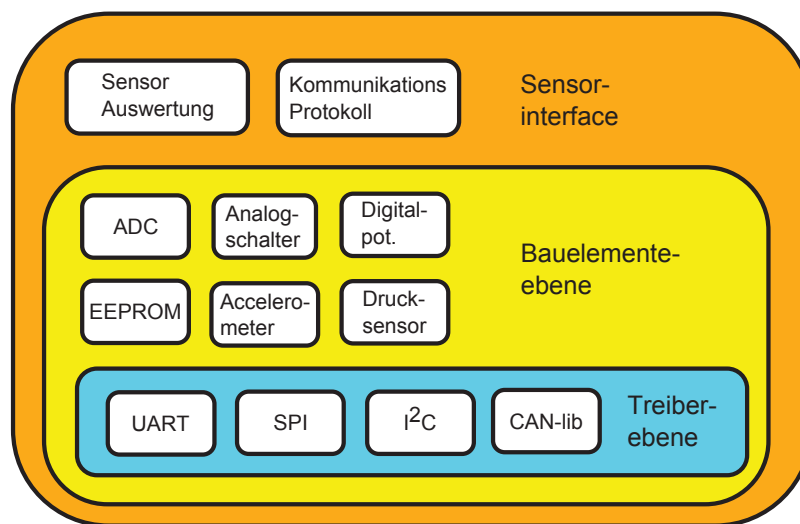 Sensor
Auswertung
Kommunikations
Protokoll
Sensor-
interface
ADC
Analog-
schalter
Digital-
pot.
Bauelemente-
ebene
EEPROM
Accelero-
meter
Druck-
sensor
UART
SPI
I²C
CAN-lib
Treiber-
ebene